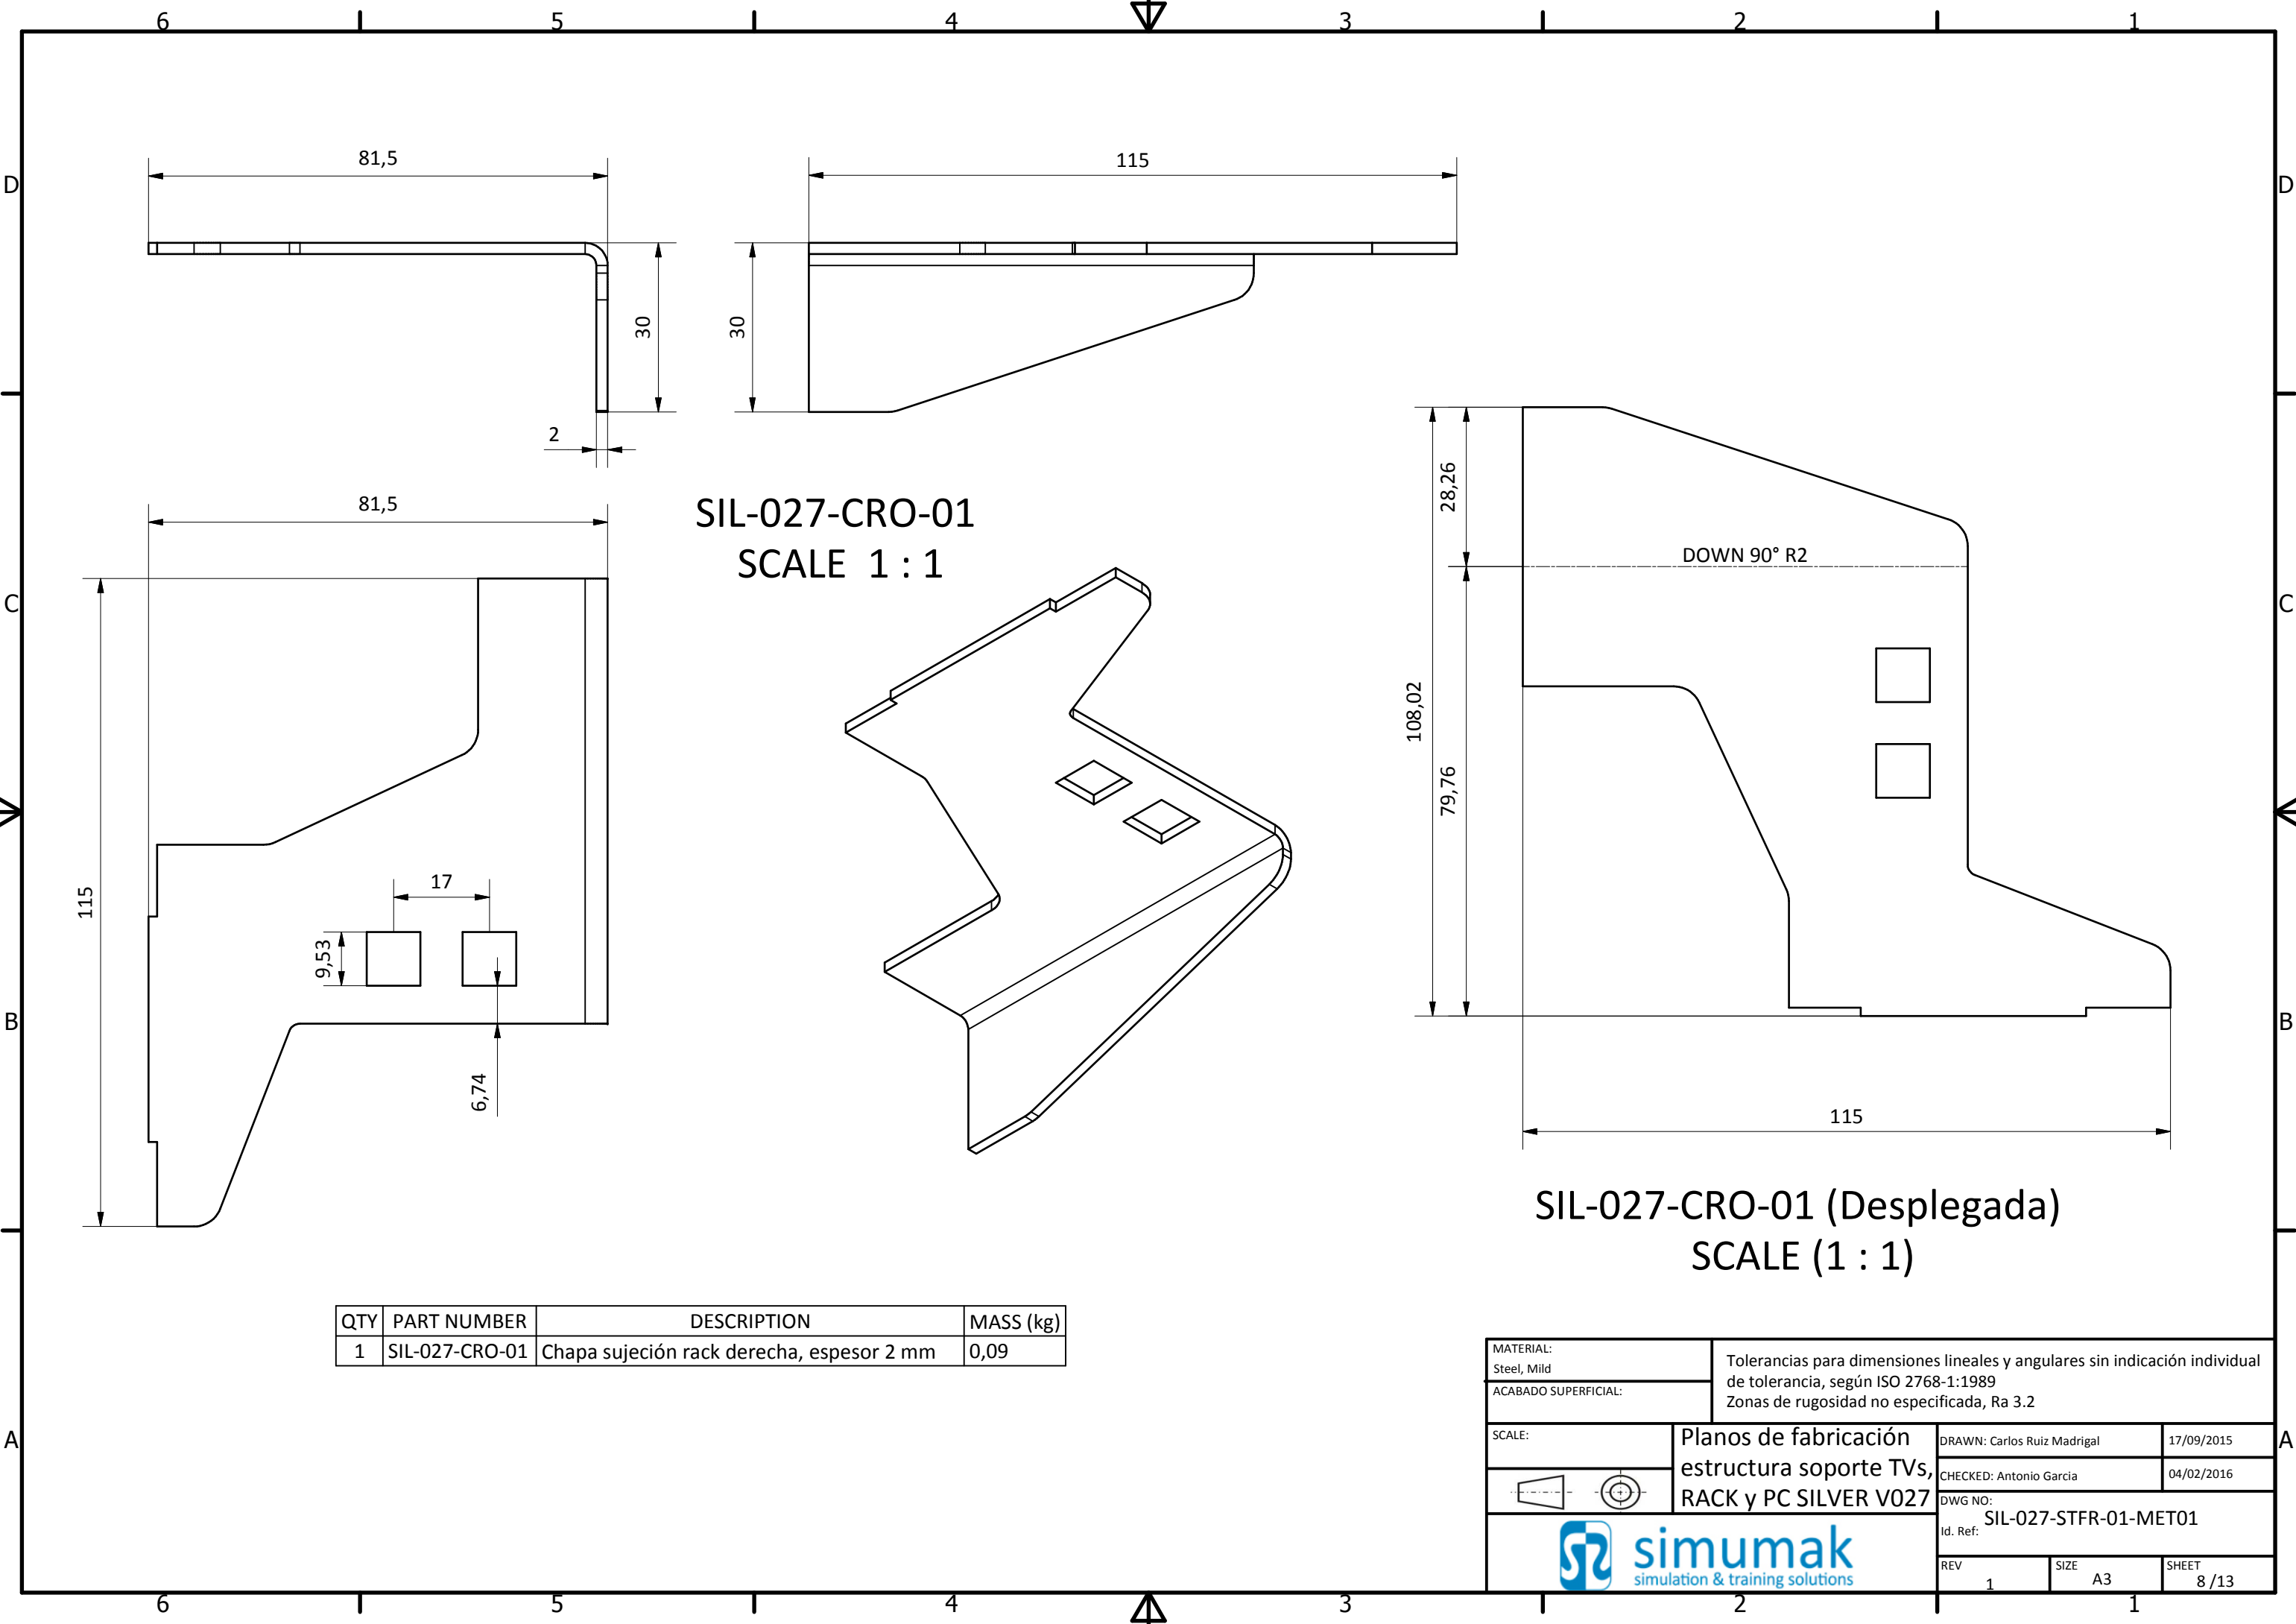 6 5 4 3 2 1
D D
C C
B B
A A
81,5
115
30
30
2
81,5
SIL-027-CRO-01
SCALE 1 : 1
115
17
9,53
6,74
28,26
DOWN 90° R2
108,02
79,76
115
SIL-027-CRO-01 (Desplegada)
SCALE (1 : 1)
QTY PART NUMBER DESCRIPTION MASS (kg)
1 SIL-027-CRO-01 Chapa sujeción rack derecha, espesor 2 mm 0,09
MATERIAL:
Steel, Mild
ACABADO SUPERFICIAL:
Tolerancias para dimensiones lineales y angulares sin indicación individual
de tolerancia, según ISO 2768-1:1989
Zonas de rugosidad no especificada, Ra 3.2
SCALE:
Planos de fabricación
estructura soporte TVs,
RACK y PC SILVER V027
DRAWN: Carlos Ruiz Madrigal 17/09/2015
CHECKED: Antonio Garcia 04/02/2016
DWG NO:
SIL-027-STFR-01-MET01
Id. Ref:
simumak
simulation & training solutions
REV 1
SIZE A3
SHEET 8 /13
6 5 4 3 2 1